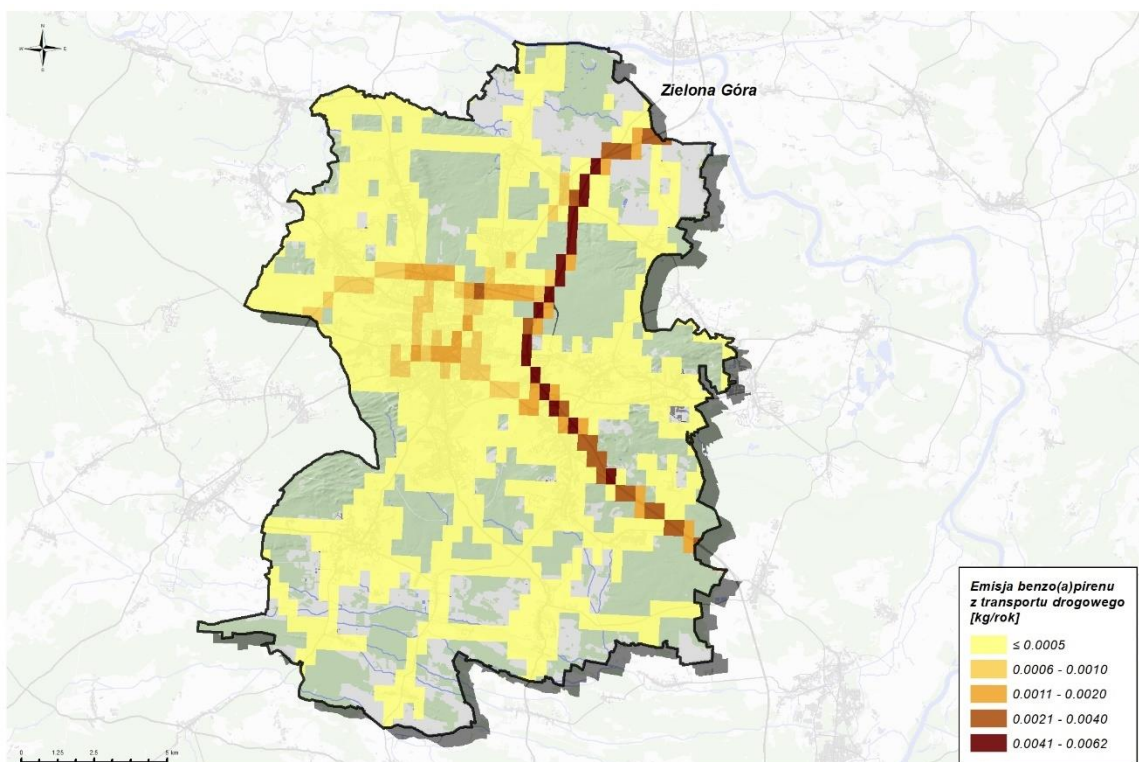 N
W
E
S
Zielona Góra
Emisja benzo(a)pirenu
z transportu drogowego
[kg/rok]
≤ 0.0005
0.0006 - 0.0010
0.0011 - 0.0020
0.0021 - 0.0040
0.0041 - 0.0062
0 1.25 2.5 5 km